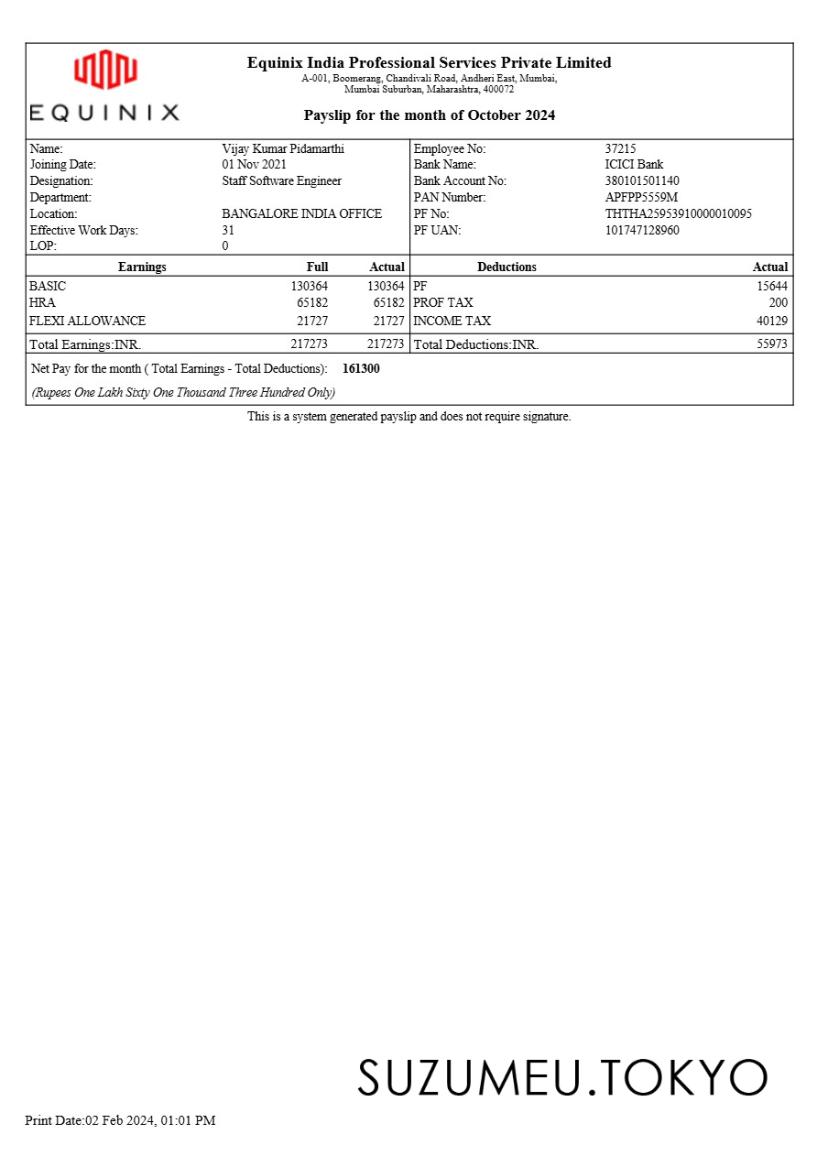 EQUINIX
Equinix India Professional Services Private Limited
A-001, Boomerang, Chandivali Road, Andheri East, Mumbai,
Mumbai Suburban, Maharashtra, 400072
Payslip for the month of October 2024
Name: Vijay Kumar Pidamarthi Employee No: 37215
Joining Date: 01 Nov 2021 Bank Name: ICICI Bank
Designation: Staff Software Engineer Bank Account No: 380101501140
Department: PAN Number: APFPP5559M
Location: BANGALORE INDIA OFFICE PF No: THTHA25953910000010095
Effective Work Days: 31 PF UAN: 101747128960
LOP: 0
Earnings Full Actual Deductions Actual
BASIC 130364 130364 PF 15644
HRA 65182 65182 PROF TAX 200
FLEXI ALLOWANCE 21727 21727 INCOME TAX 40129
Total Earnings:INR. 217273 217273 Total Deductions:INR. 55973
Net Pay for the month ( Total Earnings - Total Deductions): 161300
(Rupees One Lakh Sixty One Thousand Three Hundred Only)
This is a system generated payslip and does not require signature.
SUZUMEU.TOKYO
Print Date:02 Feb 2024, 01:01 PM